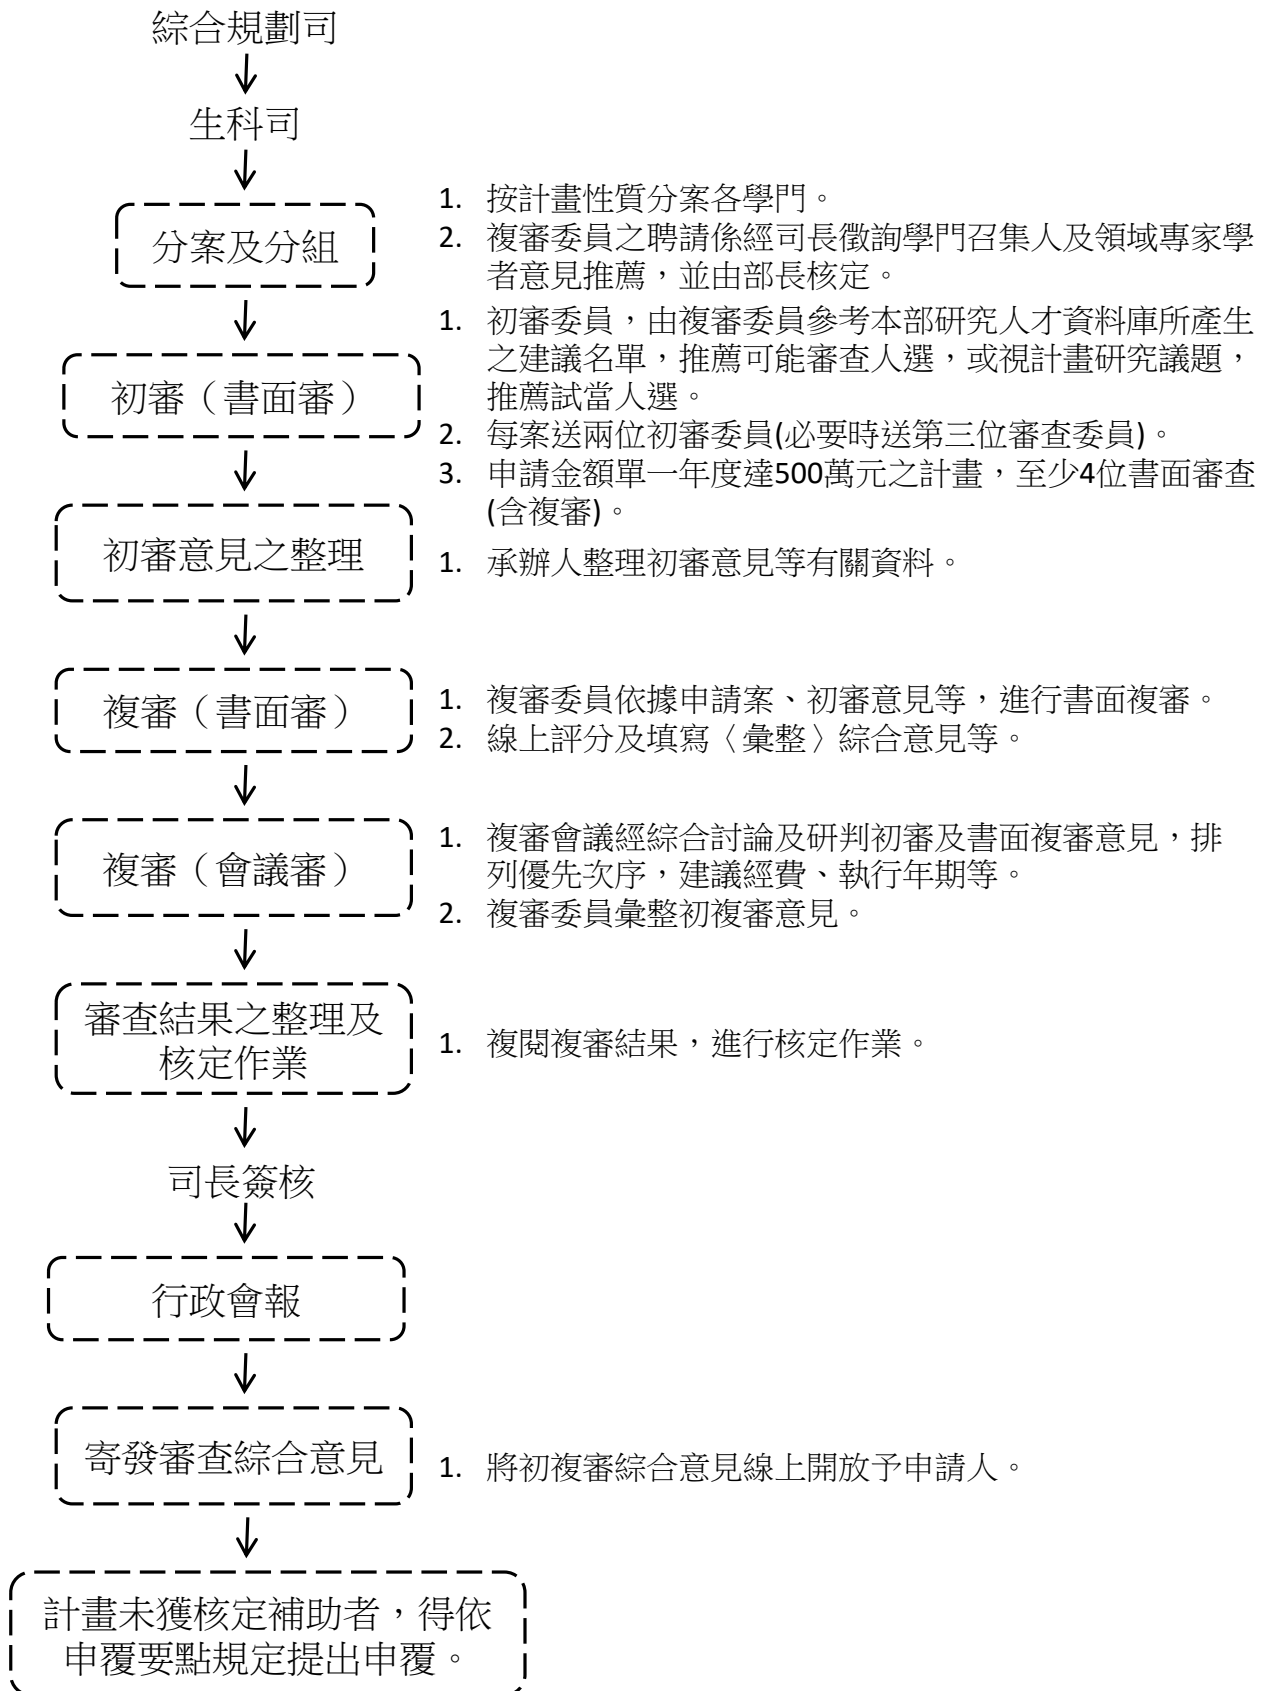 綜合規劃司
生科司
分案及分組
1. 按計畫性質分案各學門。
2. 複審委員之聘請係經司長徵詢學門召集人及領域專家學
者意見推薦，並由部長核定。
初審（書面審）
1. 初審委員，由複審委員參考本部研究人才資料庫所產生
之建議名單，推薦可能審查人選，或視計畫研究議題，
推薦試當人選。
2. 每案送兩位初審委員(必要時送第三位審查委員)。
3. 申請金額單一年度達500萬元之計畫，至少4位書面審查
(含複審)。
初審意見之整理
1. 承辦人整理初審意見等有關資料。
複審（書面審）
1. 複審委員依據申請案、初審意見等，進行書面複審。
2. 線上評分及填寫〈彙整〉綜合意見等。
複審（會議審）
1. 複審會議經綜合討論及研判初審及書面複審意見，排
列優先次序，建議經費、執行年期等。
2. 複審委員彙整初複審意見。
審查結果之整理及
核定作業
1. 複閱複審結果，進行核定作業。
司長簽核
行政會報
寄發審查綜合意見
1. 將初複審綜合意見線上開放予申請人。
計畫未獲核定補助者，得依
申覆要點規定提出申覆。